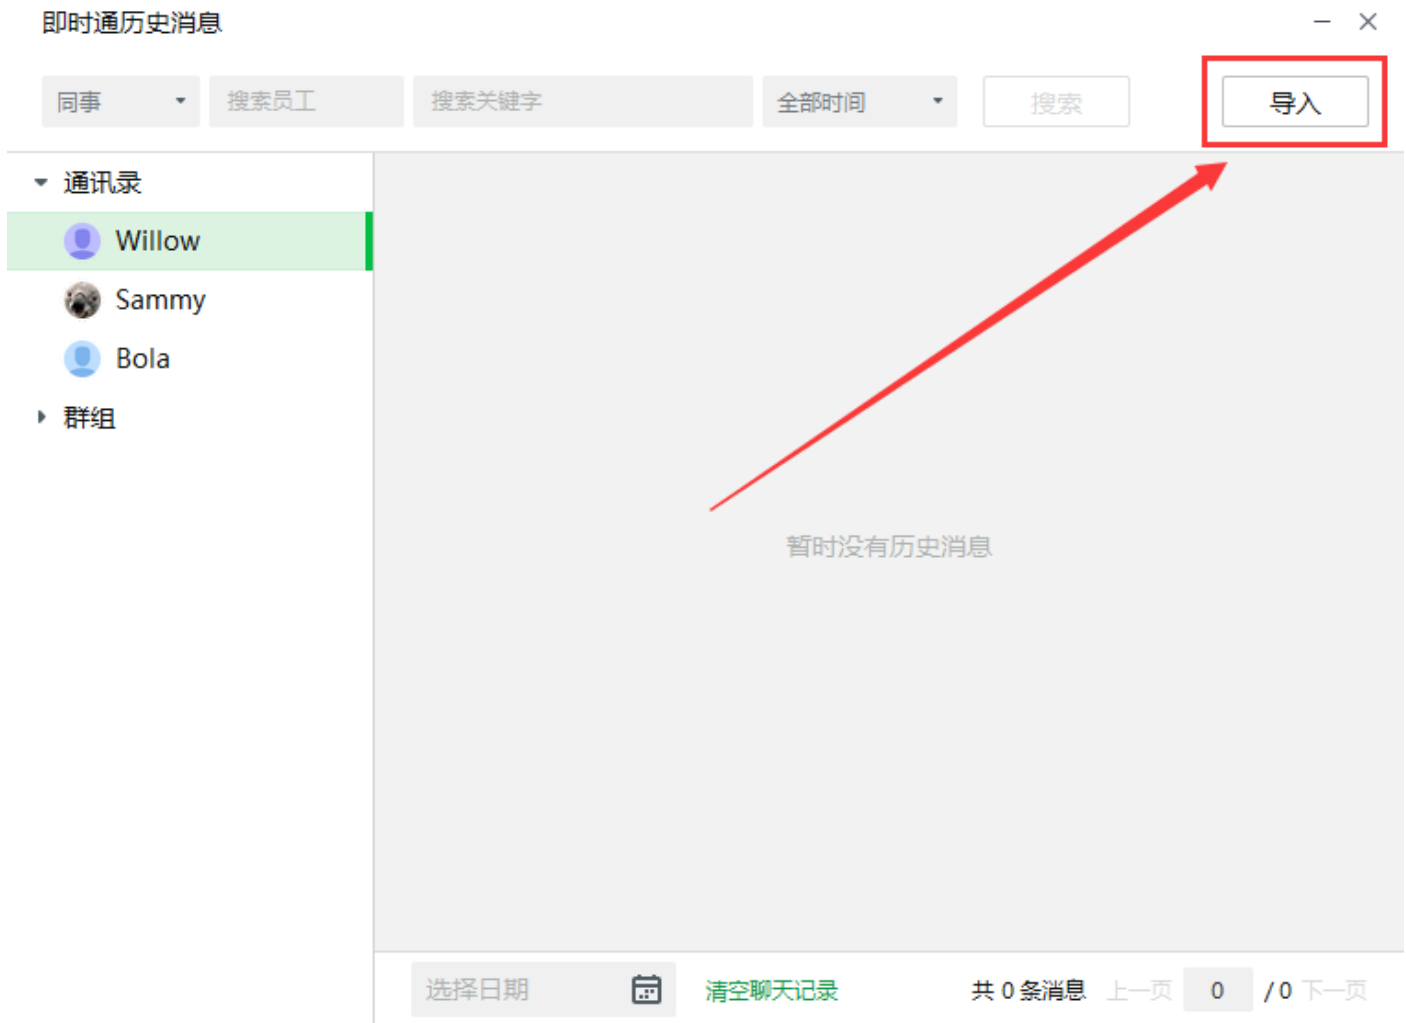 即时通历史消息
同事 搜索员工 搜索关键字 全部时间 搜索 导入
通讯录
Willow
Sammy
Bola
群组
暂时没有历史消息
选择日期 清空聊天记录 共 0 条消息 上一页 0 / 0 下一页